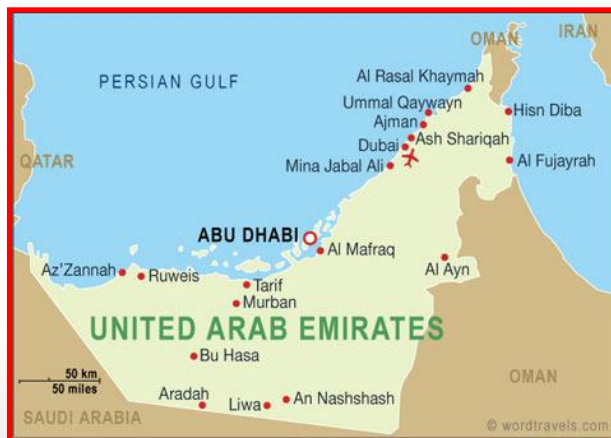 OMAN
IRAN
PERSIAN GULF
Al Rasal Khaymah
Ummal Qaywayn
Hisn Diba
Ajman
Ash Shariqah
Dubai
QATAR
Mina Jabal Ali
Al Fujayrah
ABU DHABI
Al Mafraq
Az'Zannah
Ruweis
Al Ayn
Tarif
Murban
UNITED ARAB EMIRATES
Bu Hasa
50 km
50 miles
OMAN
Aradah
Liwa
An Nashshash
SAUDI ARABIA
© wordtravels.com